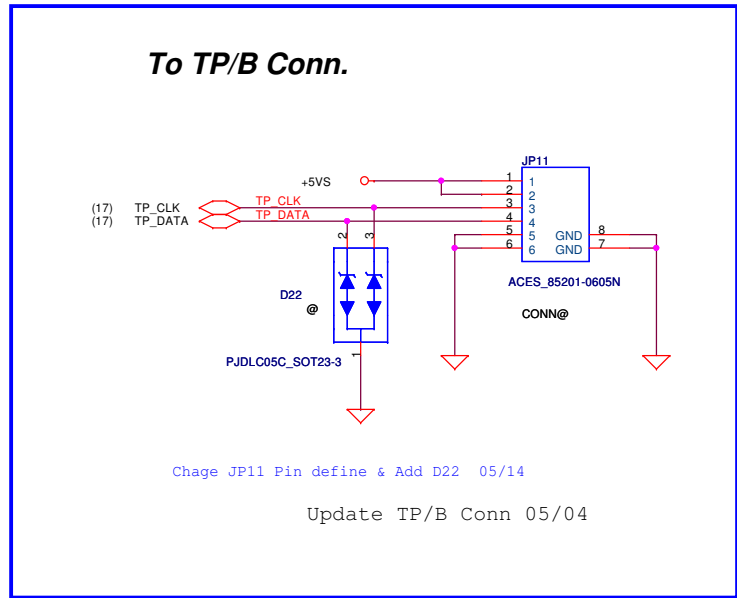 To TP/B Conn.
JP11
+5VS
1 1
2 2
(17) TP_CLK TP_CLK 3 3
(17) TP_DATA TP_DATA 4 4
5 5 GND 8
6 6 GND 7
2 3
D22
@
ACES_85201-0605N
CONN@
PJDLC05C_SOT23-3
1
Chage JP11 Pin define & Add D22 05/14
Update TP/B Conn 05/04